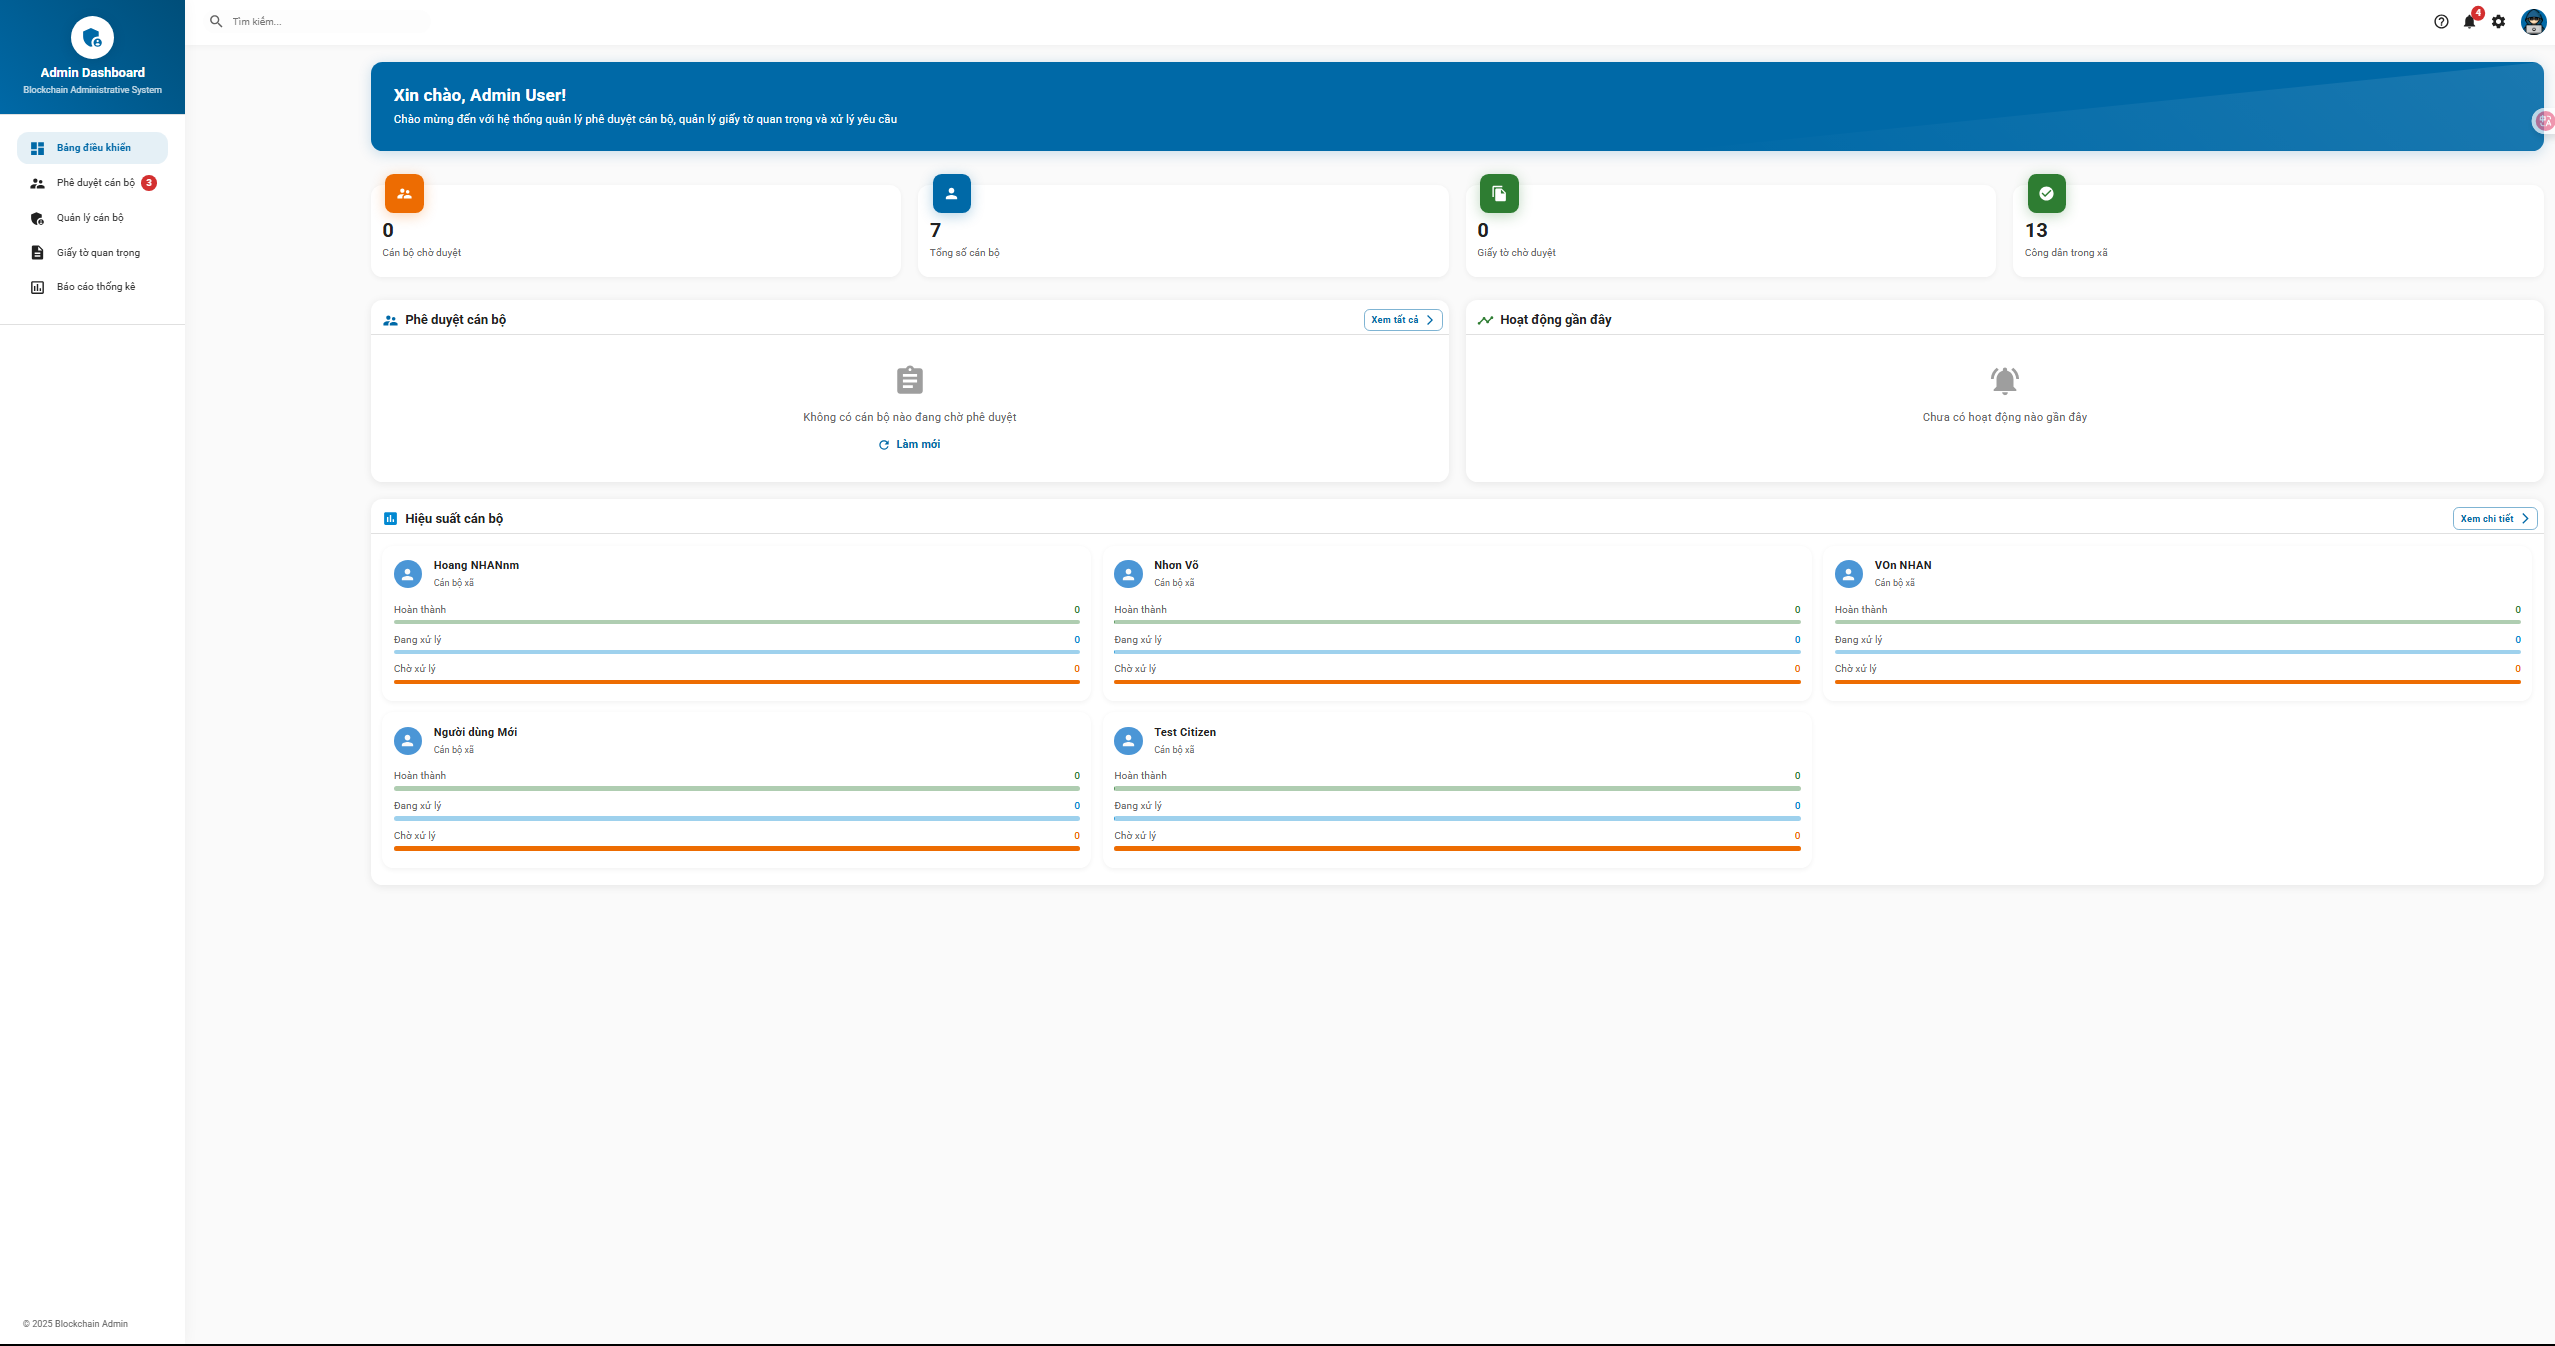 Admin Dashboard
Blockchain Administrative System
Bảng điều khiển
Phê duyệt cán bộ 3
Quản lý cán bộ
Giấy tờ quan trọng
Báo cáo thống kê
© 2025 Blockchain Admin
Tìm kiếm...
4
Xin chào, Admin User!
Chào mừng đến với hệ thống quản lý phê duyệt cán bộ, quản lý giấy tờ quan trọng và xử lý yêu cầu
0
Cán bộ chờ duyệt
7
Tổng số cán bộ
0
Giấy tờ chờ duyệt
13
Công dân trong xã
Phê duyệt cán bộ
Xem tất cả
Không có cán bộ nào đang chờ phê duyệt
Làm mới
Hoạt động gần đây
Chưa có hoạt động nào gần đây
Hiệu suất cán bộ
Xem chi tiết
Hoang NHANnm
Cán bộ xã
Hoàn thành 0
Đang xử lý 0
Chờ xử lý 0
Nhơn Võ
Cán bộ xã
Hoàn thành 0
Đang xử lý 0
Chờ xử lý 0
VOn NHAN
Cán bộ xã
Hoàn thành 0
Đang xử lý 0
Chờ xử lý 0
Người dùng Mới
Cán bộ xã
Hoàn thành 0
Đang xử lý 0
Chờ xử lý 0
Test Citizen
Cán bộ xã
Hoàn thành 0
Đang xử lý 0
Chờ xử lý 0